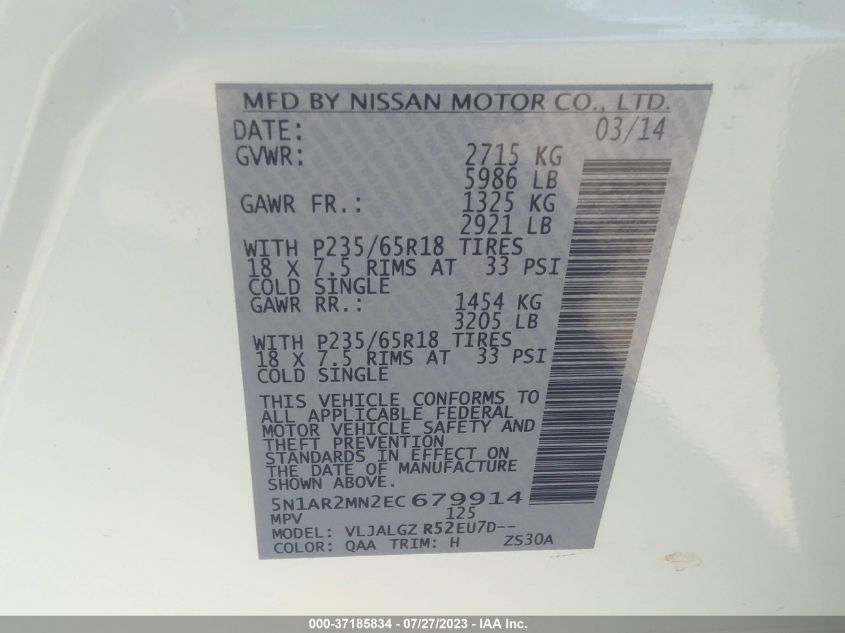 MFD BY NISSAN MOTOR CO., LTD.
DATE: 03/14
GVWR: 2715 KG
5986 LB
GAWR FR.: 1325 KG
2921 LB
WITH P235/65R18 TIRES
18 X 7.5 RIMS AT 33 PSI
COLD SINGLE
GAWR RR.: 1454 KG
3205 LB
WITH P235/65R18 TIRES
18 X 7.5 RIMS AT 33 PSI
COLD SINGLE
THIS VEHICLE CONFORMS TO
ALL APPLICABLE FEDERAL
MOTOR VEHICLE SAFETY AND
THEFT PREVENTION
STANDARDS IN EFFECT ON
THE DATE OF MANUFACTURE
SHOWN ABOVE.
5N1AR2MN2EC 679914
MPV 125
MODEL: VLJALGZ R52EU7D--
COLOR: QAA TRIM: H ZS30A
000-37185834 - 07/27/2023 - IAAI.com